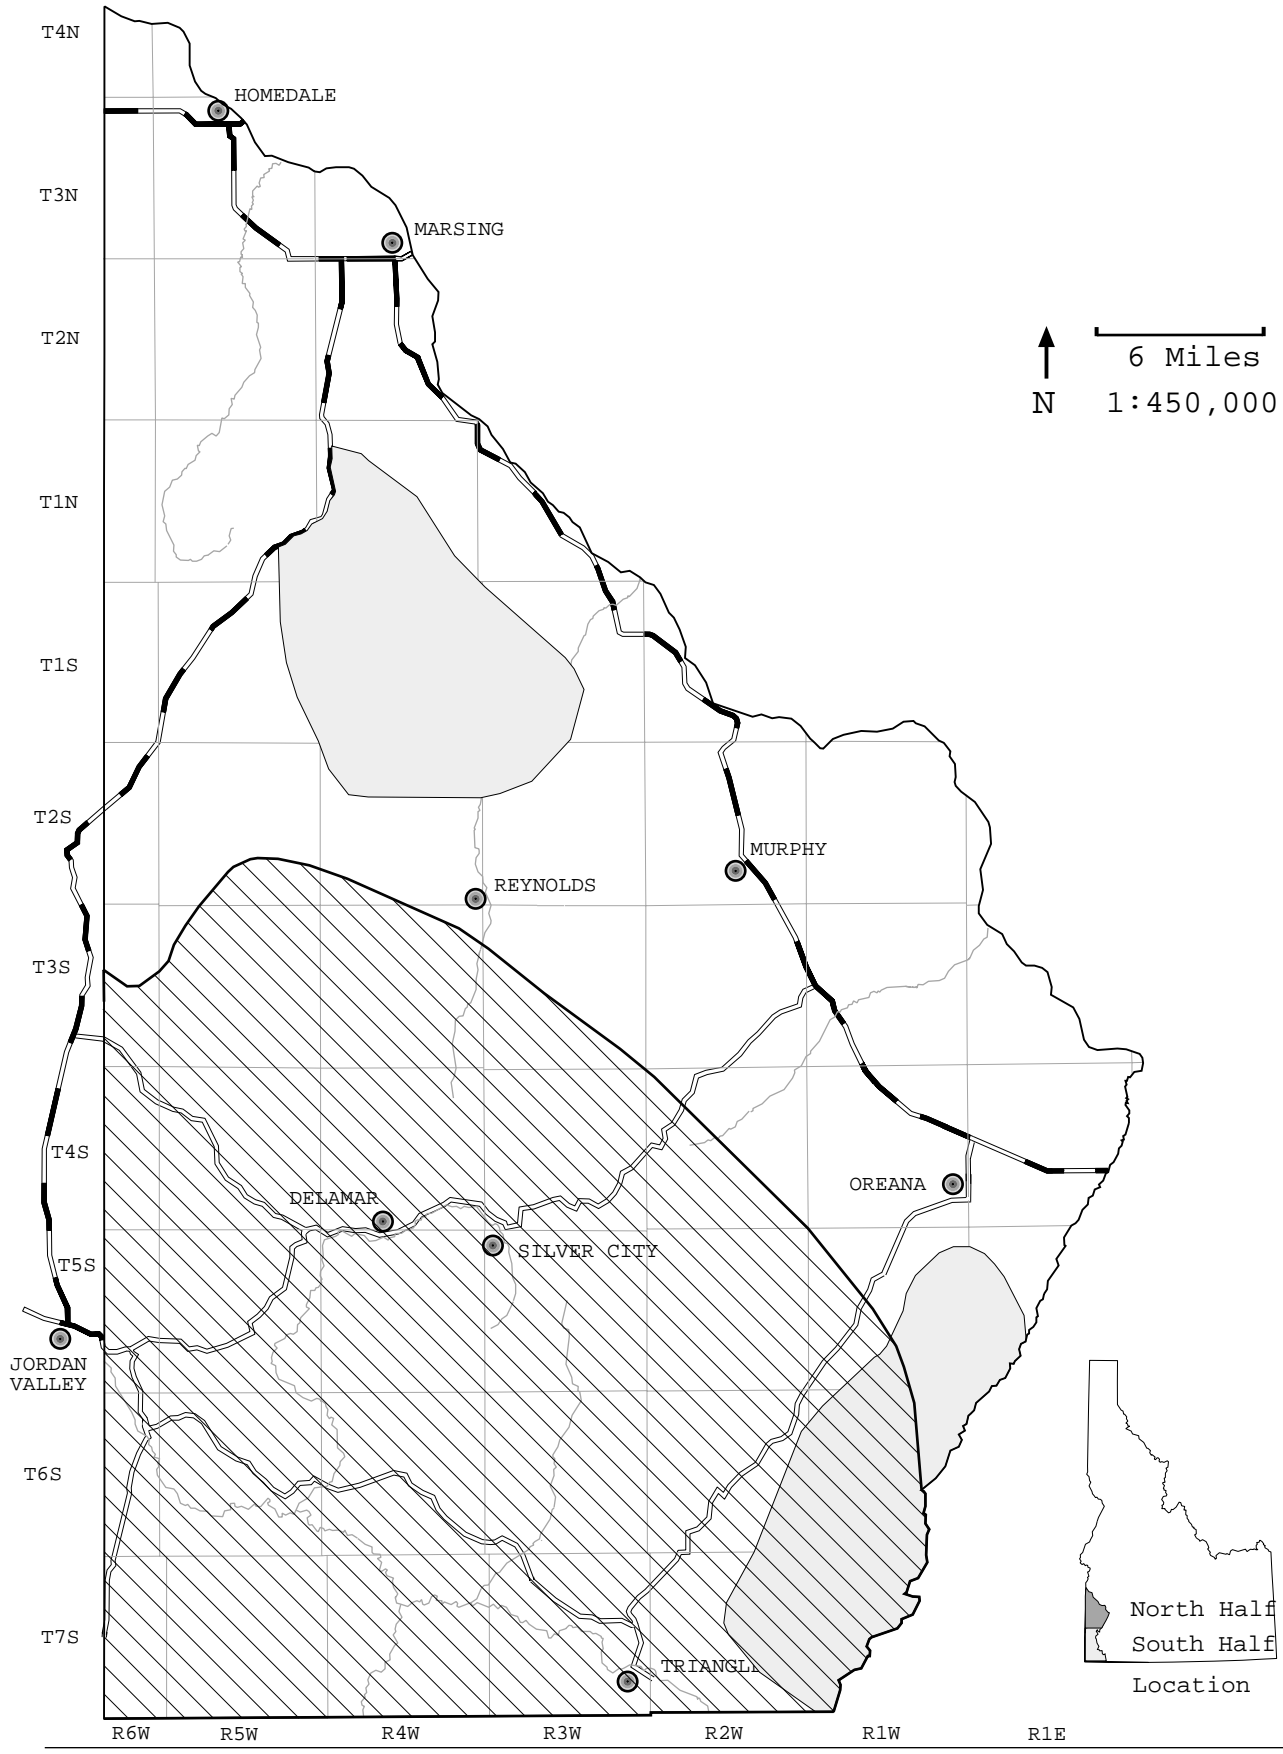 T4N
HOMEDALE
T3N
MARSING
T2N
6 Miles
N
1:450,000
T1N
T1S
T2S
MURPHY
REYNOLDS
T3S
T4S
OREANA
DELAMAR
SILVER CITY
T5S
JORDAN
VALLEY
T6S
North Half
South Half
T7S
TRIANGLE
Location
R6W
R5W
R4W
R3W
R2W
R1W
R1E